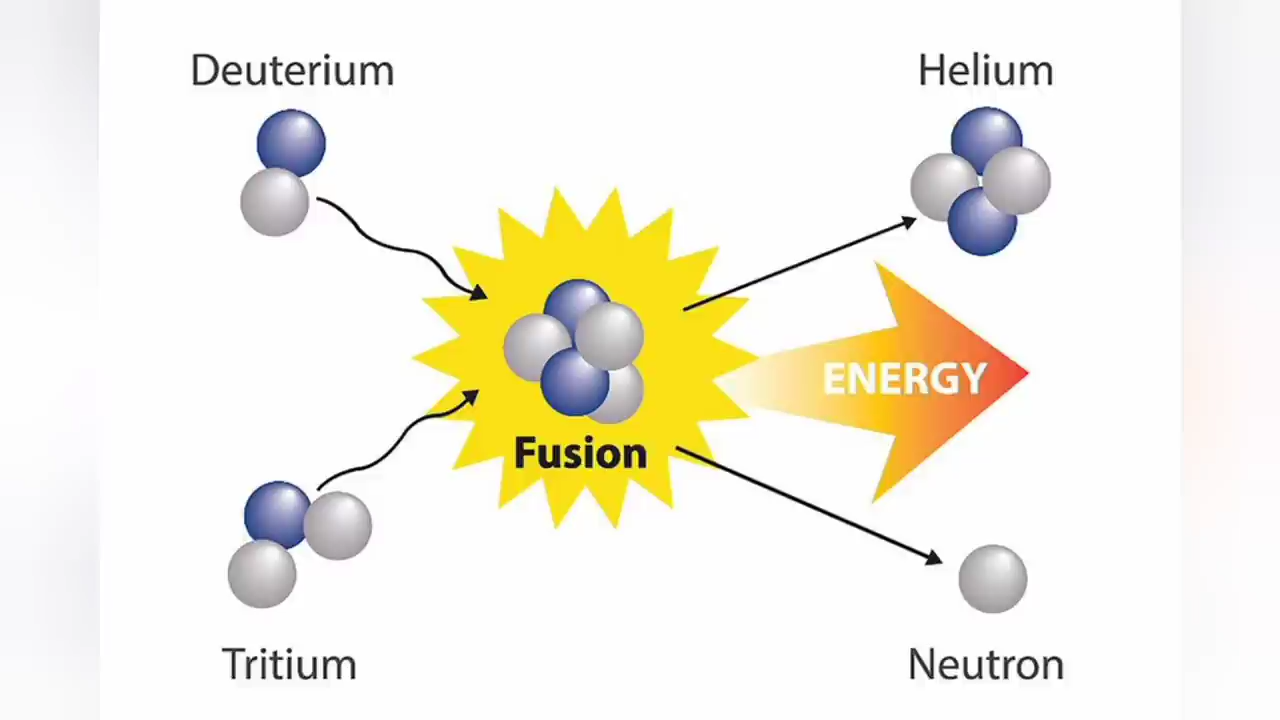 Deuterium
Helium
ENERGY
Fusion
Tritium
Neutron